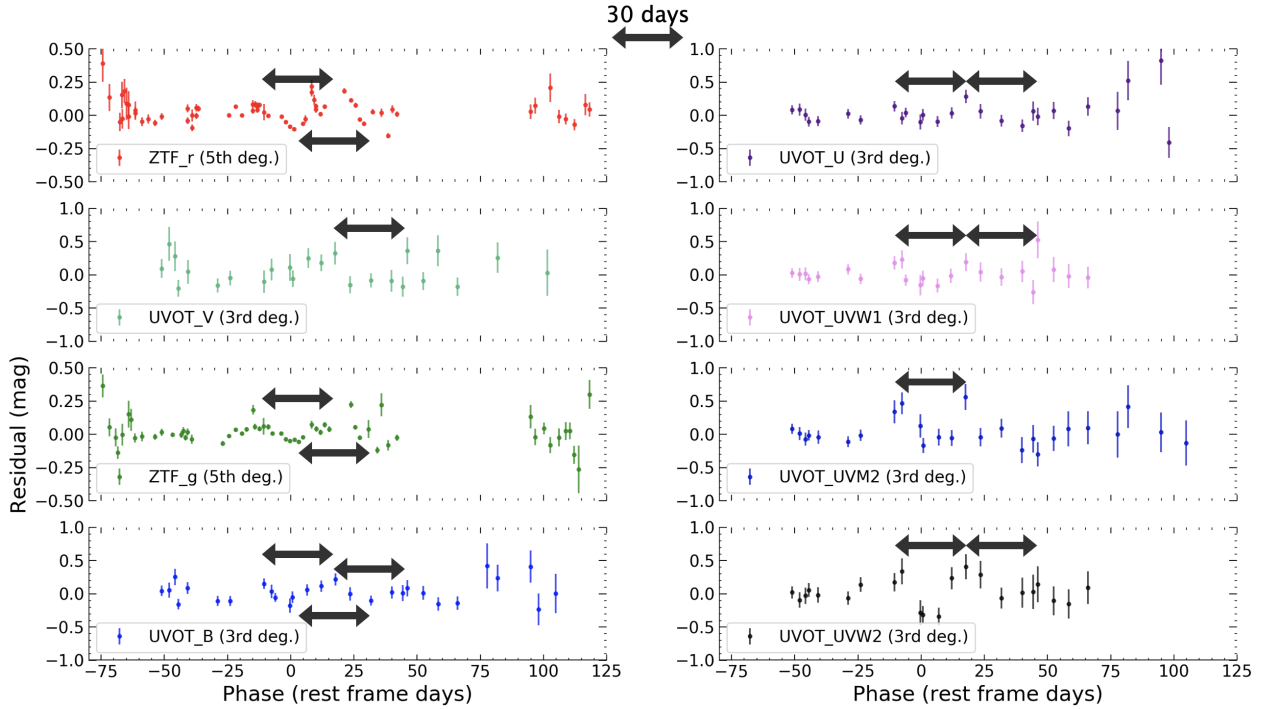 30 days
Residual (mag)
0.50
0.25
0.00
−0.25
−0.50
ZTF_r (5th deg.)
1.0
0.5
0.0
−0.5
−1.0
UVOT_V (3rd deg.)
0.50
0.25
0.00
−0.25
−0.50
ZTF_g (5th deg.)
1.0
0.5
0.0
−0.5
−1.0
UVOT_B (3rd deg.)
−75 −50 −25 0 25 50 75 100 125
Phase (rest frame days)
1.0
0.5
0.0
−0.5
−1.0
UVOT_U (3rd deg.)
1.0
0.5
0.0
−0.5
−1.0
UVOT_UVW1 (3rd deg.)
1.0
0.5
0.0
−0.5
−1.0
UVOT_UVM2 (3rd deg.)
1.0
0.5
0.0
−0.5
−1.0
UVOT_UVW2 (3rd deg.)
−75 −50 −25 0 25 50 75 100 125
Phase (rest frame days)